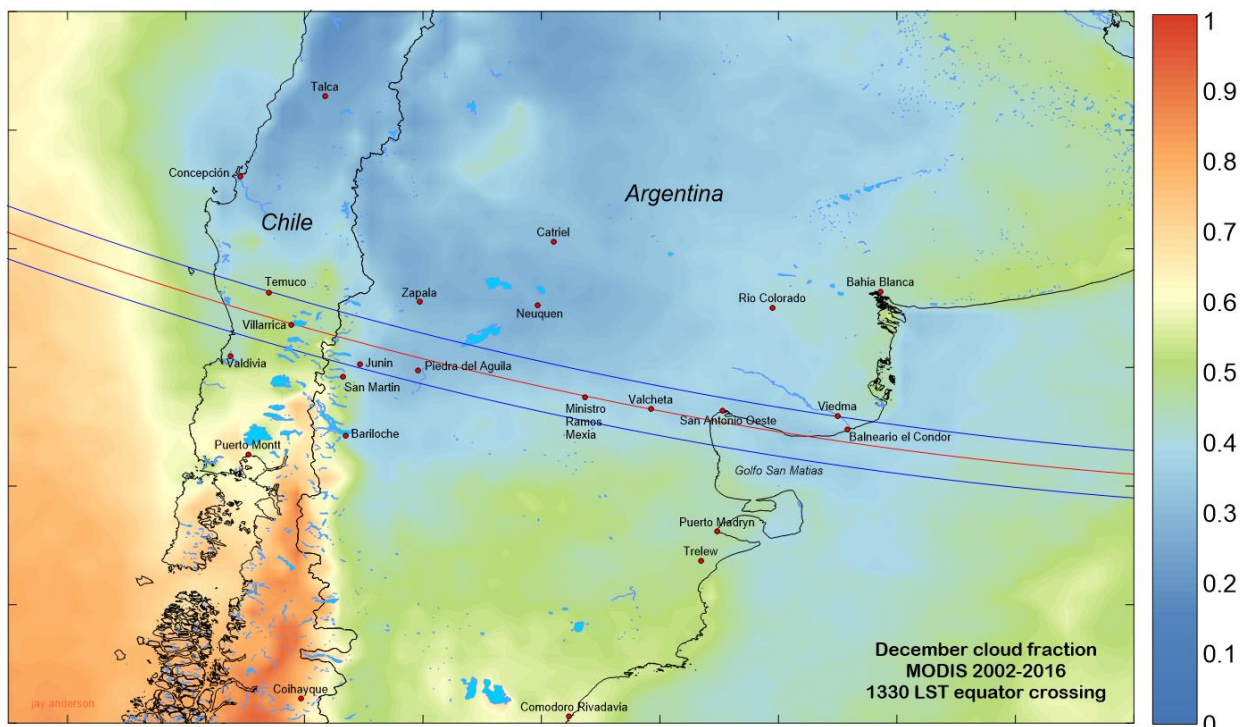 Talca
Concepción
Chile
Argentina
Catriel
Temuco
Zapala
Neuquen
Rio Colorado
Bahia Blanca
Villarrica
Valdivia
Junin
San Martin
Piedra del Aguila
Bariloche
Ministro
Ramos
Mexia
Valcheta
San Antonio Oeste
Viedma
Balneario el Condor
Puerto Montt
Golfo San Matias
Puerto Madryn
Trelew
Coihayque
Comodoro Rivadavia
December cloud fraction
MODIS 2002-2016
1330 LST equator crossing
jay anderson
1
0.9
0.8
0.7
0.6
0.5
0.4
0.3
0.2
0.1
0